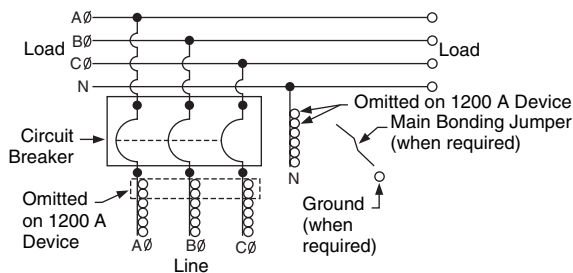 AØ
Load
BØ
Load
CØ
N
Omitted on 1200 A Device
Main Bonding Jumper
(when required)
Circuit
Breaker
N
Omitted
on 1200 A
Device
Ground
(when
required)
AØ
BØ
CØ
Line